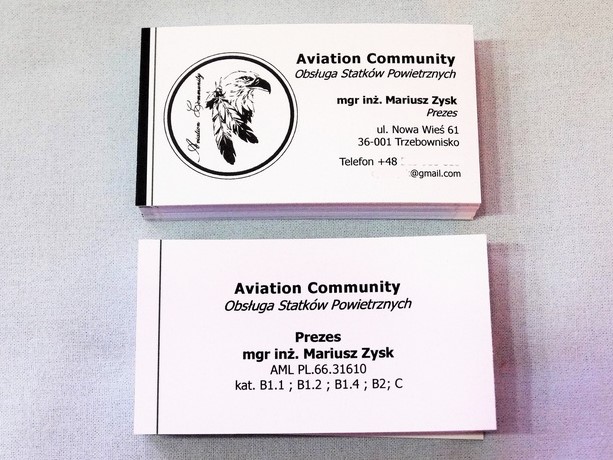 Aviation Community
Aviation Community
Obsługa Statków Powietrznych
mgr inż. Mariusz Zysk
Prezes
ul. Nowa Wieś 61
36-001 Trzebownisko
Telefon +48
@gmail.com
Aviation Community
Obsługa Statków Powietrznych
Prezes
mgr inż. Mariusz Zysk
AML PL.66.31610
kat. B1.1 ; B1.2 ; B1.4 ; B2; C